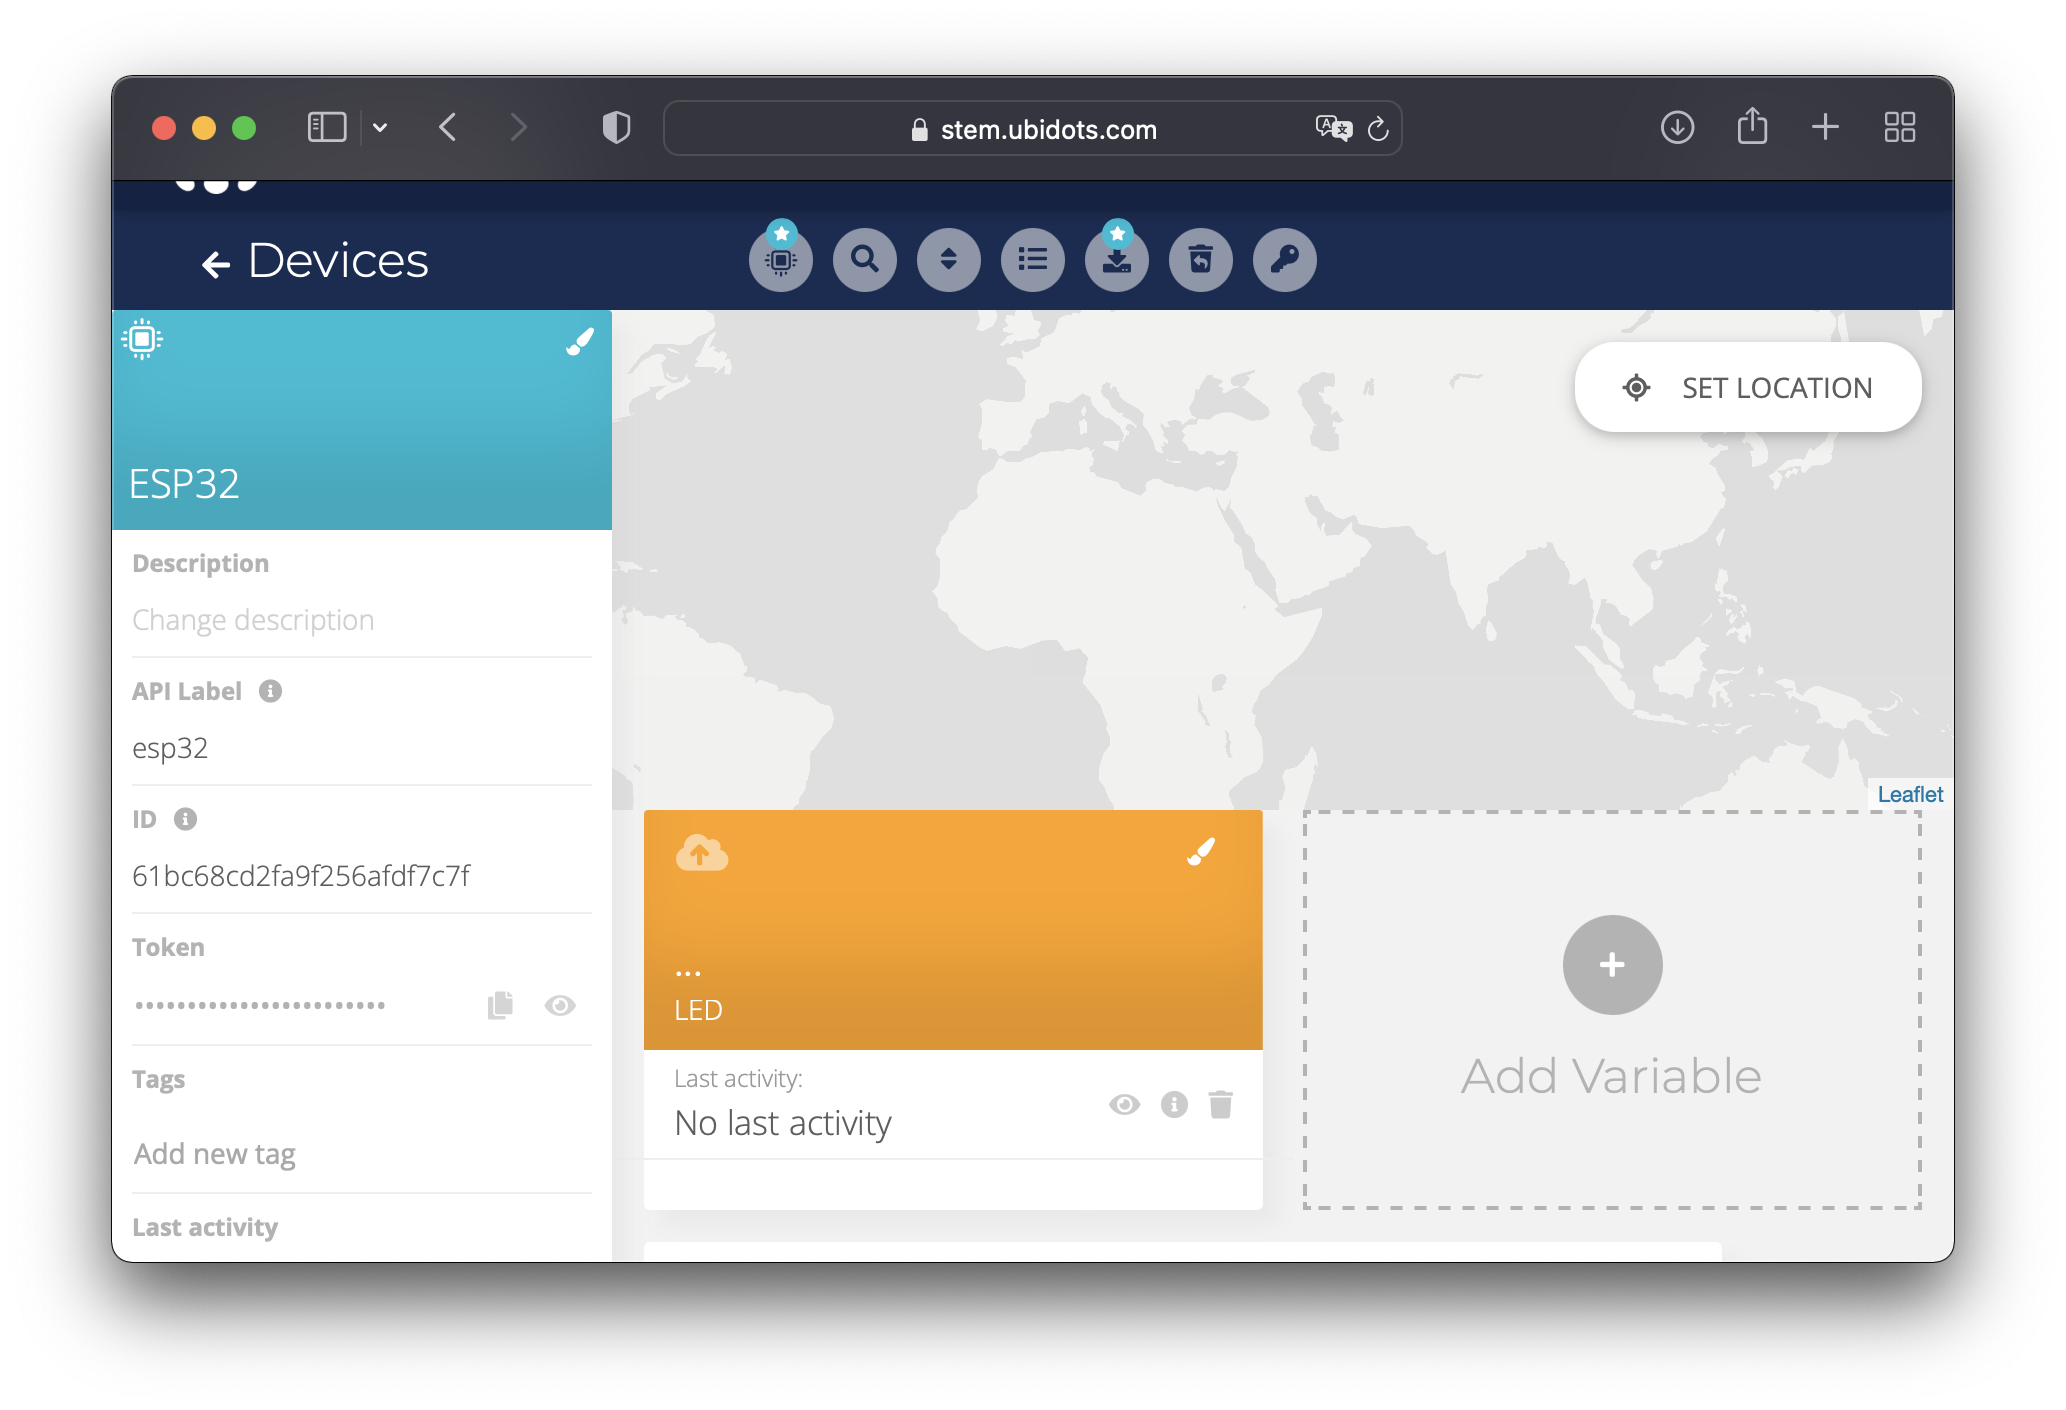 stem.ubidots.com
Devices
SET LOCATION
ESP32
Description
Change description
API Label
esp32
ID
61bc68cd2fa9f256afdf7c7f
Token
••••••••••••••••••••••••
Tags
Add new tag
Last activity
Leaflet
...
LED
Last activity:
No last activity
Add Variable